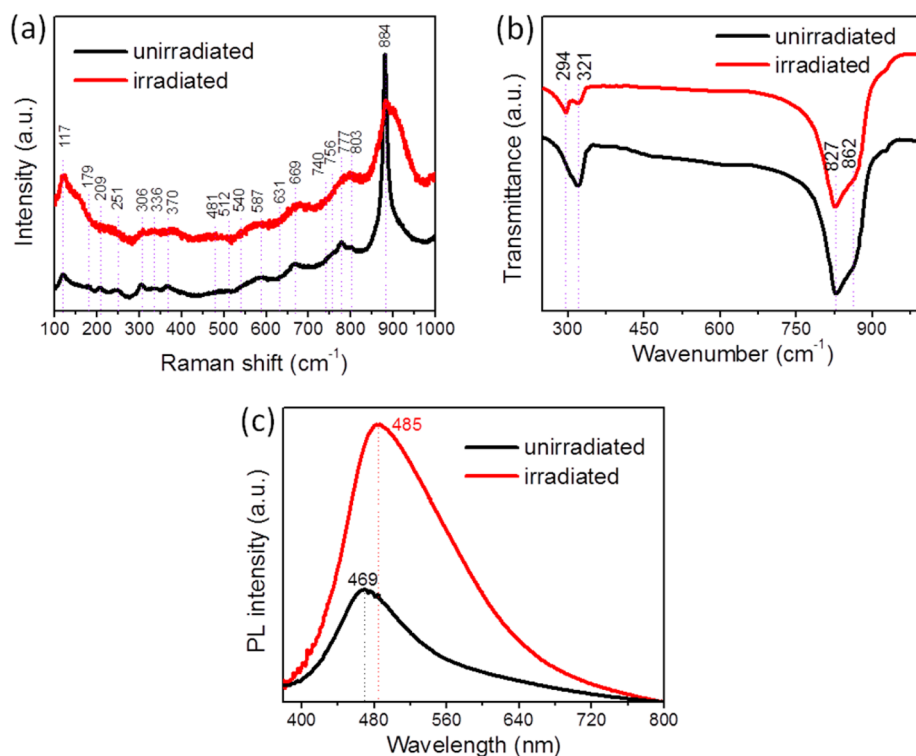 (a)
unirradiated
irradiated
884
117
179
209
251
306
336
370
481
512
540
587
631
669
740
756
777
803
Intensity (a.u.)
100 200 300 400 500 600 700 800 900 1000
Raman shift (cm⁻¹)
(b)
unirradiated
irradiated
294
321
827
862
Transmittance (a.u.)
300 450 600 750 900
Wavenumber (cm⁻¹)
(c)
485
unirradiated
irradiated
469
PL intensity (a.u.)
400 480 560 640 720 800
Wavelength (nm)